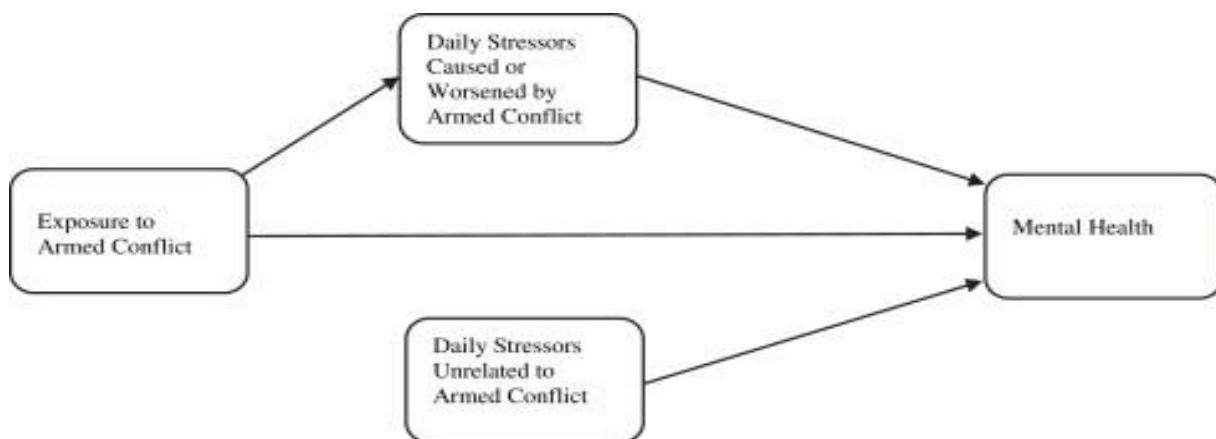 Daily Stressors
Caused or
Worsened by
Armed Conflict
Exposure to
Armed Conflict
Mental Health
Daily Stressors
Unrelated to
Armed Conflict